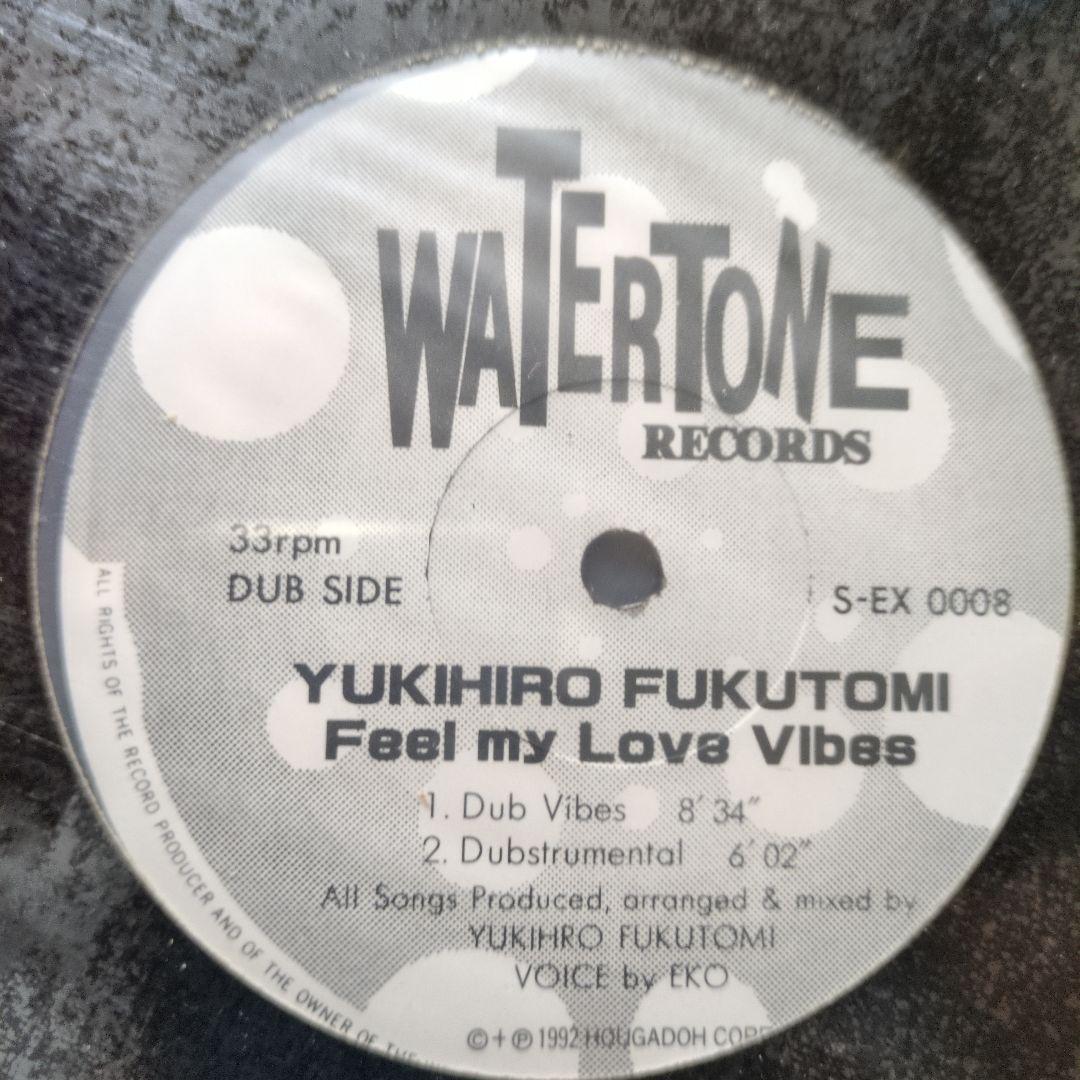 WATERTONE
RECORDS
33rpm
DUB SIDE
S-EX 0008
YUKIHIRO FUKUTOMI
Feel my Love Vibes
1. Dub Vibes 8' 34"
2. Dubstrumental 6' 02"
All Songs Produced, arranged & mixed by
YUKIHRO FUKUTOMI
VOICE by EKO
©+℗ 1992 HOUGADOH
ALL RIGHTS OF THE RECORD PRODUCER AND OF THE OWNER OF THE